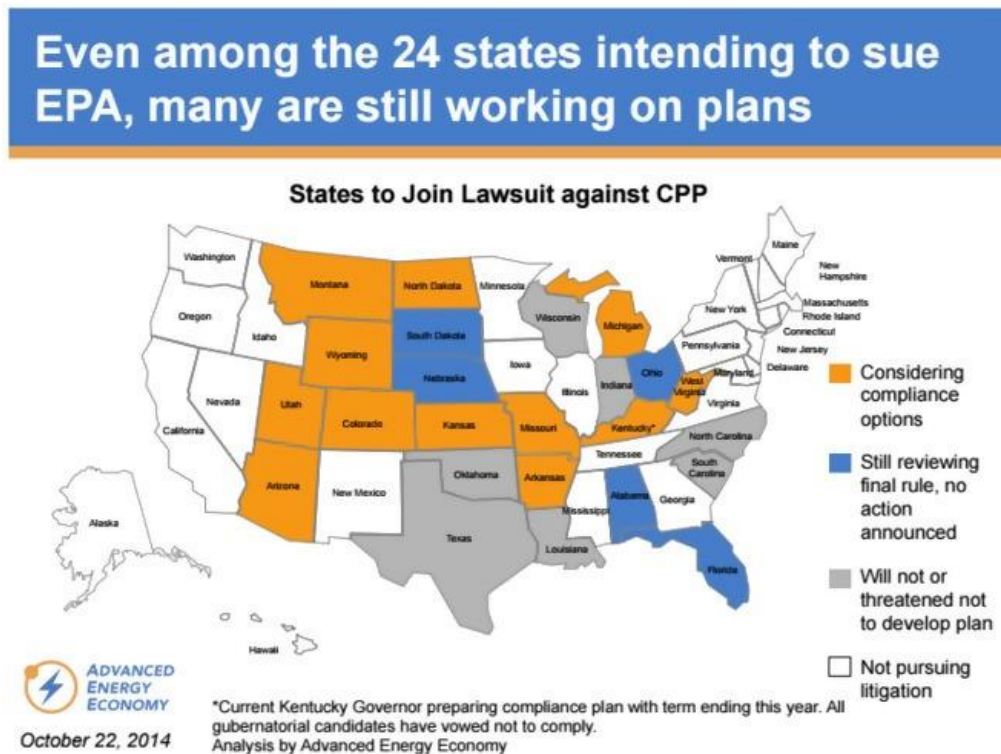 Even among the 24 states intending to sue
EPA, many are still working on plans
States to Join Lawsuit against CPP
Washington
Oregon
California
Nevada
Idaho
Montana
Wyoming
Utah
Arizona
Colorado
New Mexico
North Dakota
South Dakota
Nebraska
Kansas
Oklahoma
Texas
Minnesota
Iowa
Missouri
Arkansas
Louisiana
Wisconsin
Illinois
Michigan
Indiana
Ohio
Kentucky*
Tennessee
Mississippi
Alabama
Georgia
Florida
South
Carolina
North Carolina
Virginia
West
Virginia
Maryland
Pennsylvania
New York
Vermont
Maine
New
Hampshire
Massachusetts
Rhode Island
Connecticut
New Jersey
Delaware
Alaska
Hawaii
Considering
compliance
options
Still reviewing
final rule, no
action
announced
Will not or
threatened not
to develop plan
Not pursuing
litigation
ADVANCED
ENERGY
ECONOMY
October 22, 2014
*Current Kentucky Governor preparing compliance plan with term ending this year. All
gubernatorial candidates have vowed not to comply.
Analysis by Advanced Energy Economy